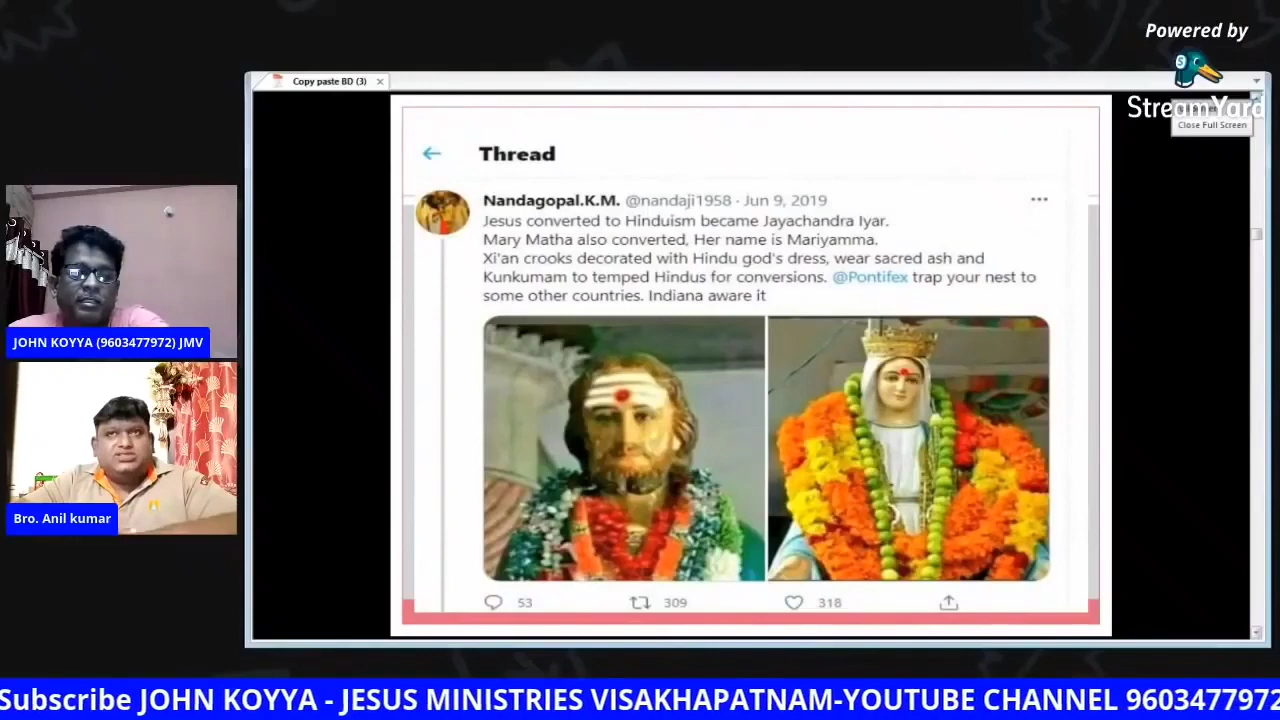 Powered by
StreamYard
Copy paste BD (3)
Close Full Screen
Thread
Nandagopal.K.M. @nandaji1958 · Jun 9, 2019
Jesus converted to Hinduism became Jayachandra Iyar.
Mary Matha also converted, Her name is Mariyamma.
Xi'an crooks decorated with Hindu god's dress, wear sacred ash and
Kunkumam to temped Hindus for conversions. @Pontifex trap your nest to
some other countries. Indiana aware it
53 309 318
JOHN KOYYA (9603477972) JMV
Bro. Anil kumar
Subscribe JOHN KOYYA - JESUS MINISTRIES VISAKHAPATNAM-YOUTUBE CHANNEL 9603477972